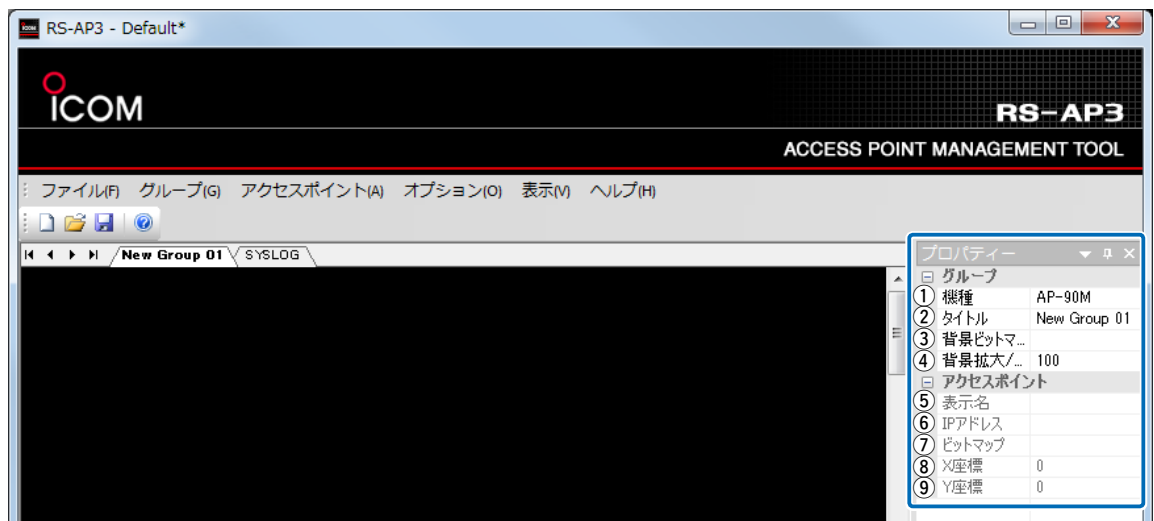 RS-AP3 - Default*
ICOM
RS-AP3
ACCESS POINT MANAGEMENT TOOL
ファイル(F) グループ(G) アクセスポイント(A) オプション(O) 表示(V) ヘルプ(H)
New Group 01 SYSLOG
プロパティー
グループ
① 機種 AP-90M
② タイトル New Group 01
③ 背景ビットマ...
④ 背景拡大/... 100
アクセスポイント
⑤ 表示名
⑥ IPアドレス
⑦ ビットマップ
⑧ X座標 0
⑨ Y座標 0